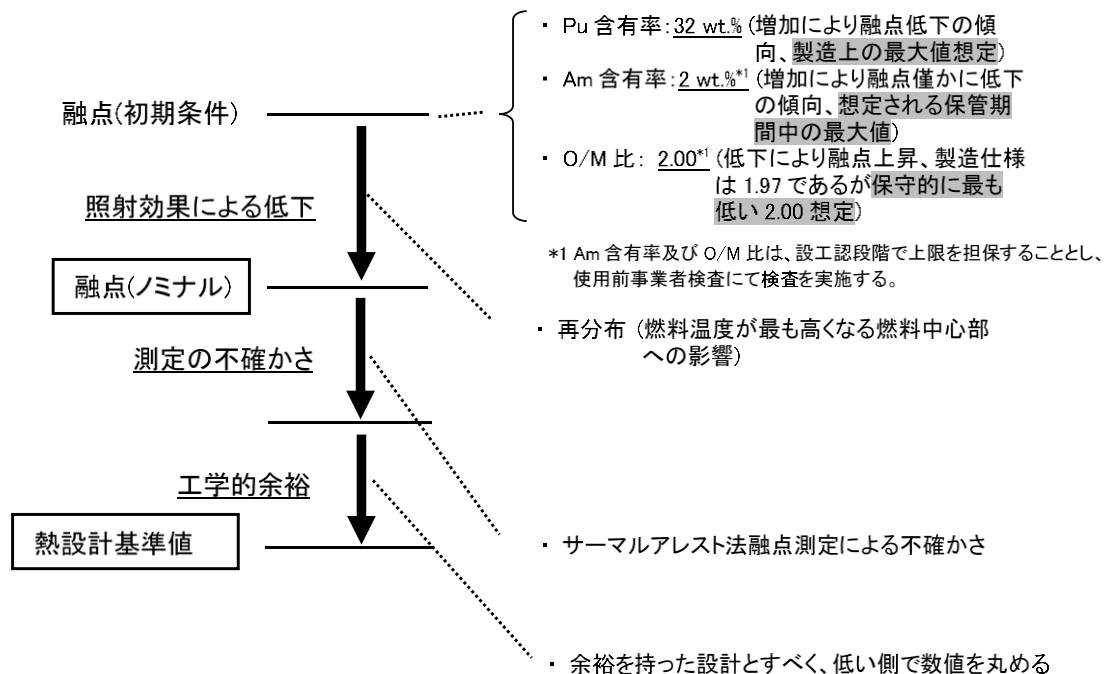 ・ Pu 含有率：32 wt.% (増加により融点低下の傾
向、製造上の最大値想定)
・ Am 含有率：2 wt.%*1 (増加により融点僅かに低下
の傾向、想定される保管期
間中の最大値)
・ O/M 比： 2.00*1 (低下により融点上昇、製造仕様
は 1.97 であるが保守的に最も
低い 2.00 想定)
*1 Am 含有率及び O/M 比は、設工認段階で上限を担保することとし、
使用前事業者検査にて検査を実施する。
融点(初期条件)
照射効果による低下
融点(ノミナル)
・ 再分布 (燃料温度が最も高くなる燃料中心部
への影響)
測定の不確かさ
工学的余裕
熱設計基準値
・ サーマルアレスト法融点測定による不確かさ
・ 余裕を持った設計とすべく、低い側で数値を丸める